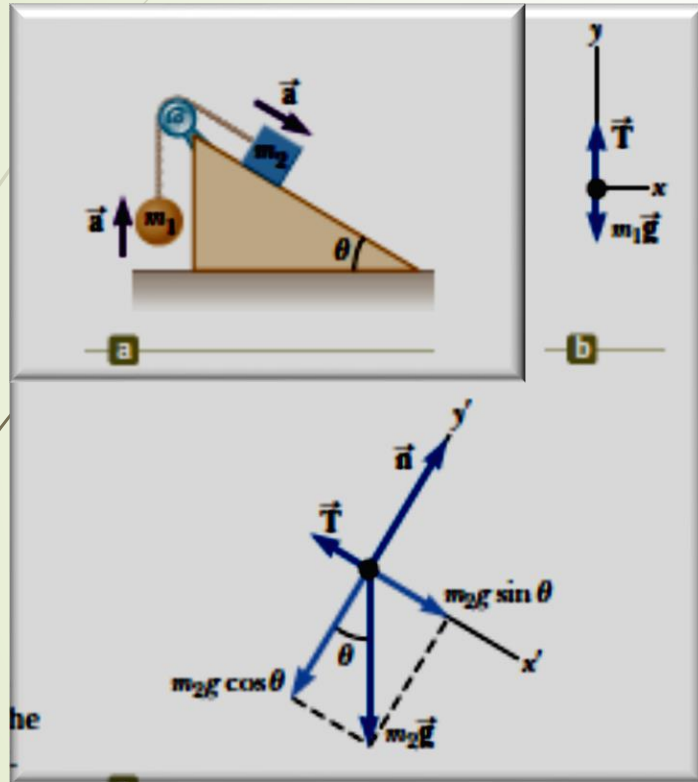 a⃗
m₂
a⃗
m₁
θ
a
y
T⃗
x
m₁g⃗
b
y′
n⃗
T⃗
m₂g sin θ
θ
x′
m₂g cos θ
m₂g⃗
he